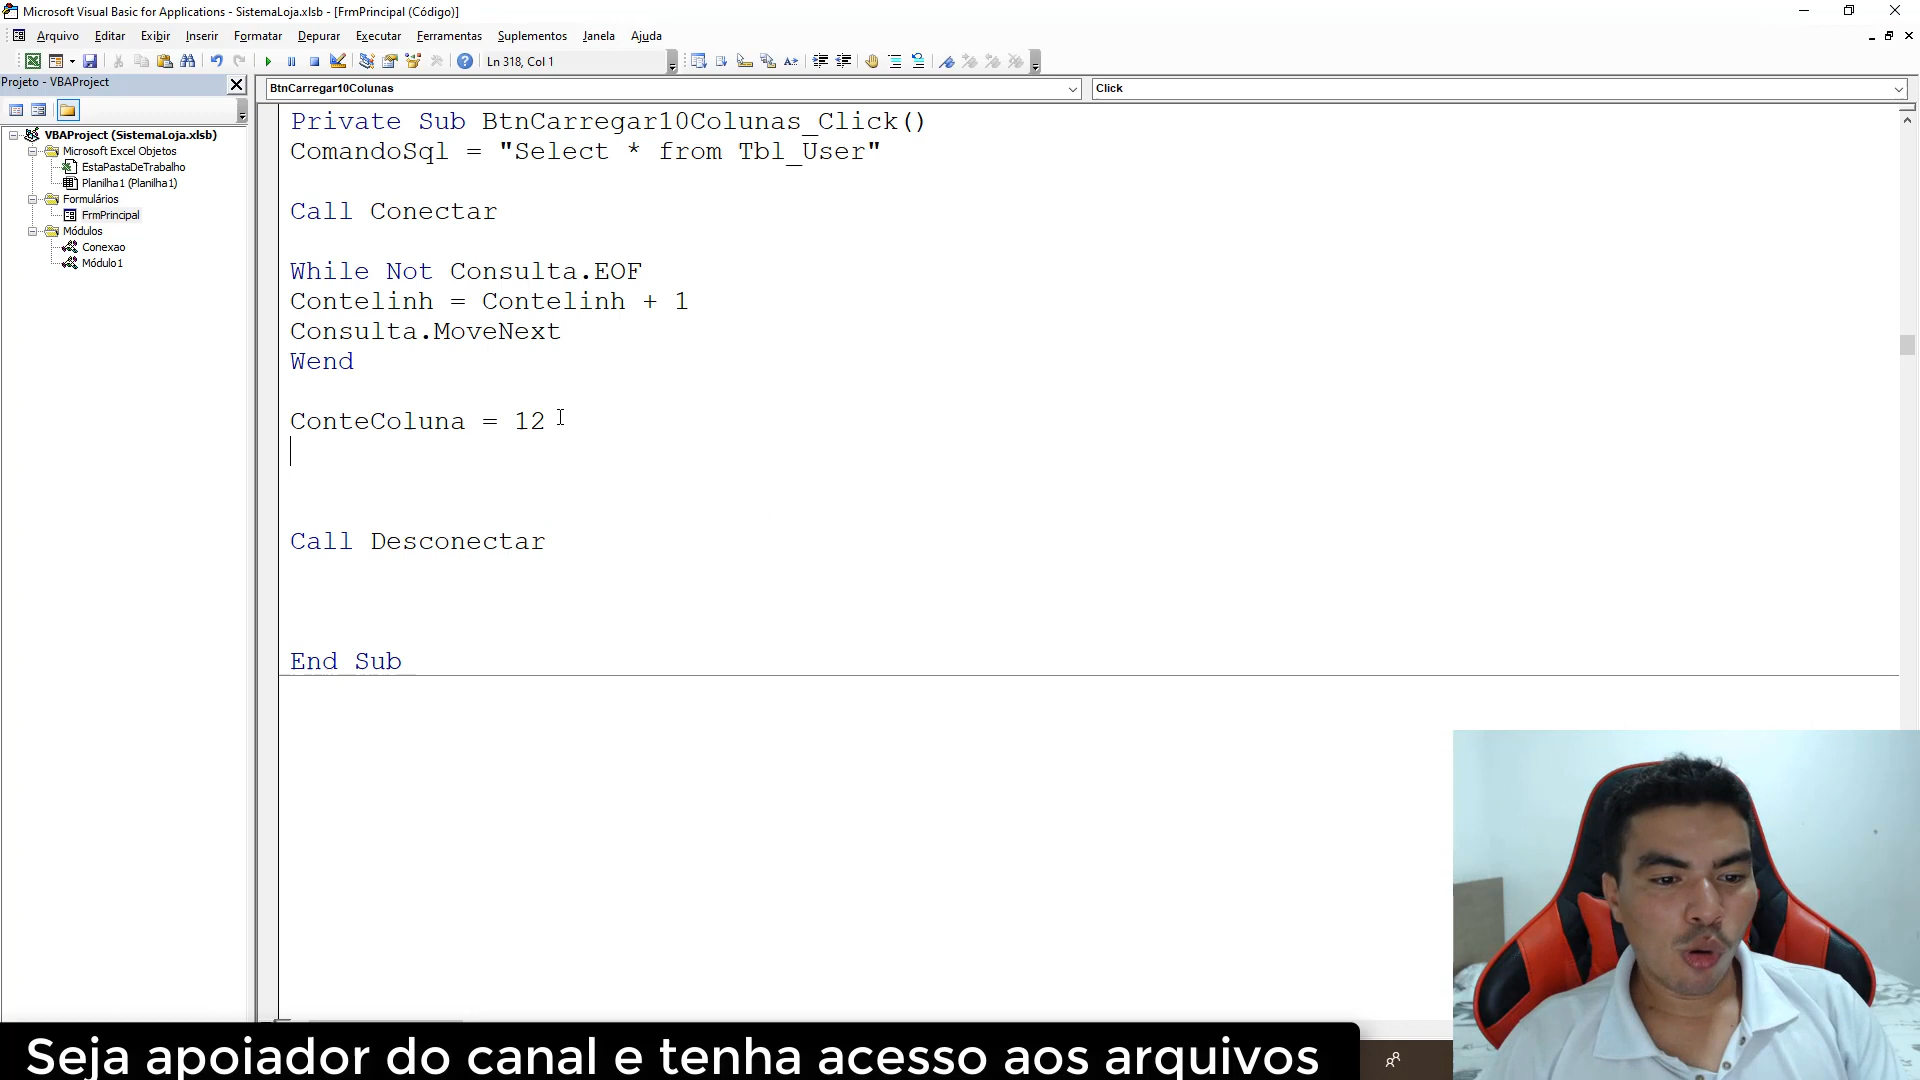 Microsoft Visual Basic for Applications - SistemaLoja.xlsb - [FrmPrincipal (Código)]
Arquivo Editar Exibir Inserir Formatar Depurar Executar Ferramentas Suplementos Janela Ajuda
Ln 318, Col 1
Projeto - VBAProject
BtnCarregar10Colunas
Click
VBAProject (SistemaLoja.xlsb)
Microsoft Excel Objetos
EstaPastaDeTrabalho
Planilha1 (Planilha1)
Formulários
FrmPrincipal
Módulos
Conexao
Módulo1
Private Sub BtnCarregar10Colunas_Click()
ComandoSql = "Select * from Tbl_User"
Call Conectar
While Not Consulta.EOF
Contelinh = Contelinh + 1
Consulta.MoveNext
Wend
ConteColuna = 12
Call Desconectar
End Sub
Seja apoiador do canal e tenha acesso aos arquivos